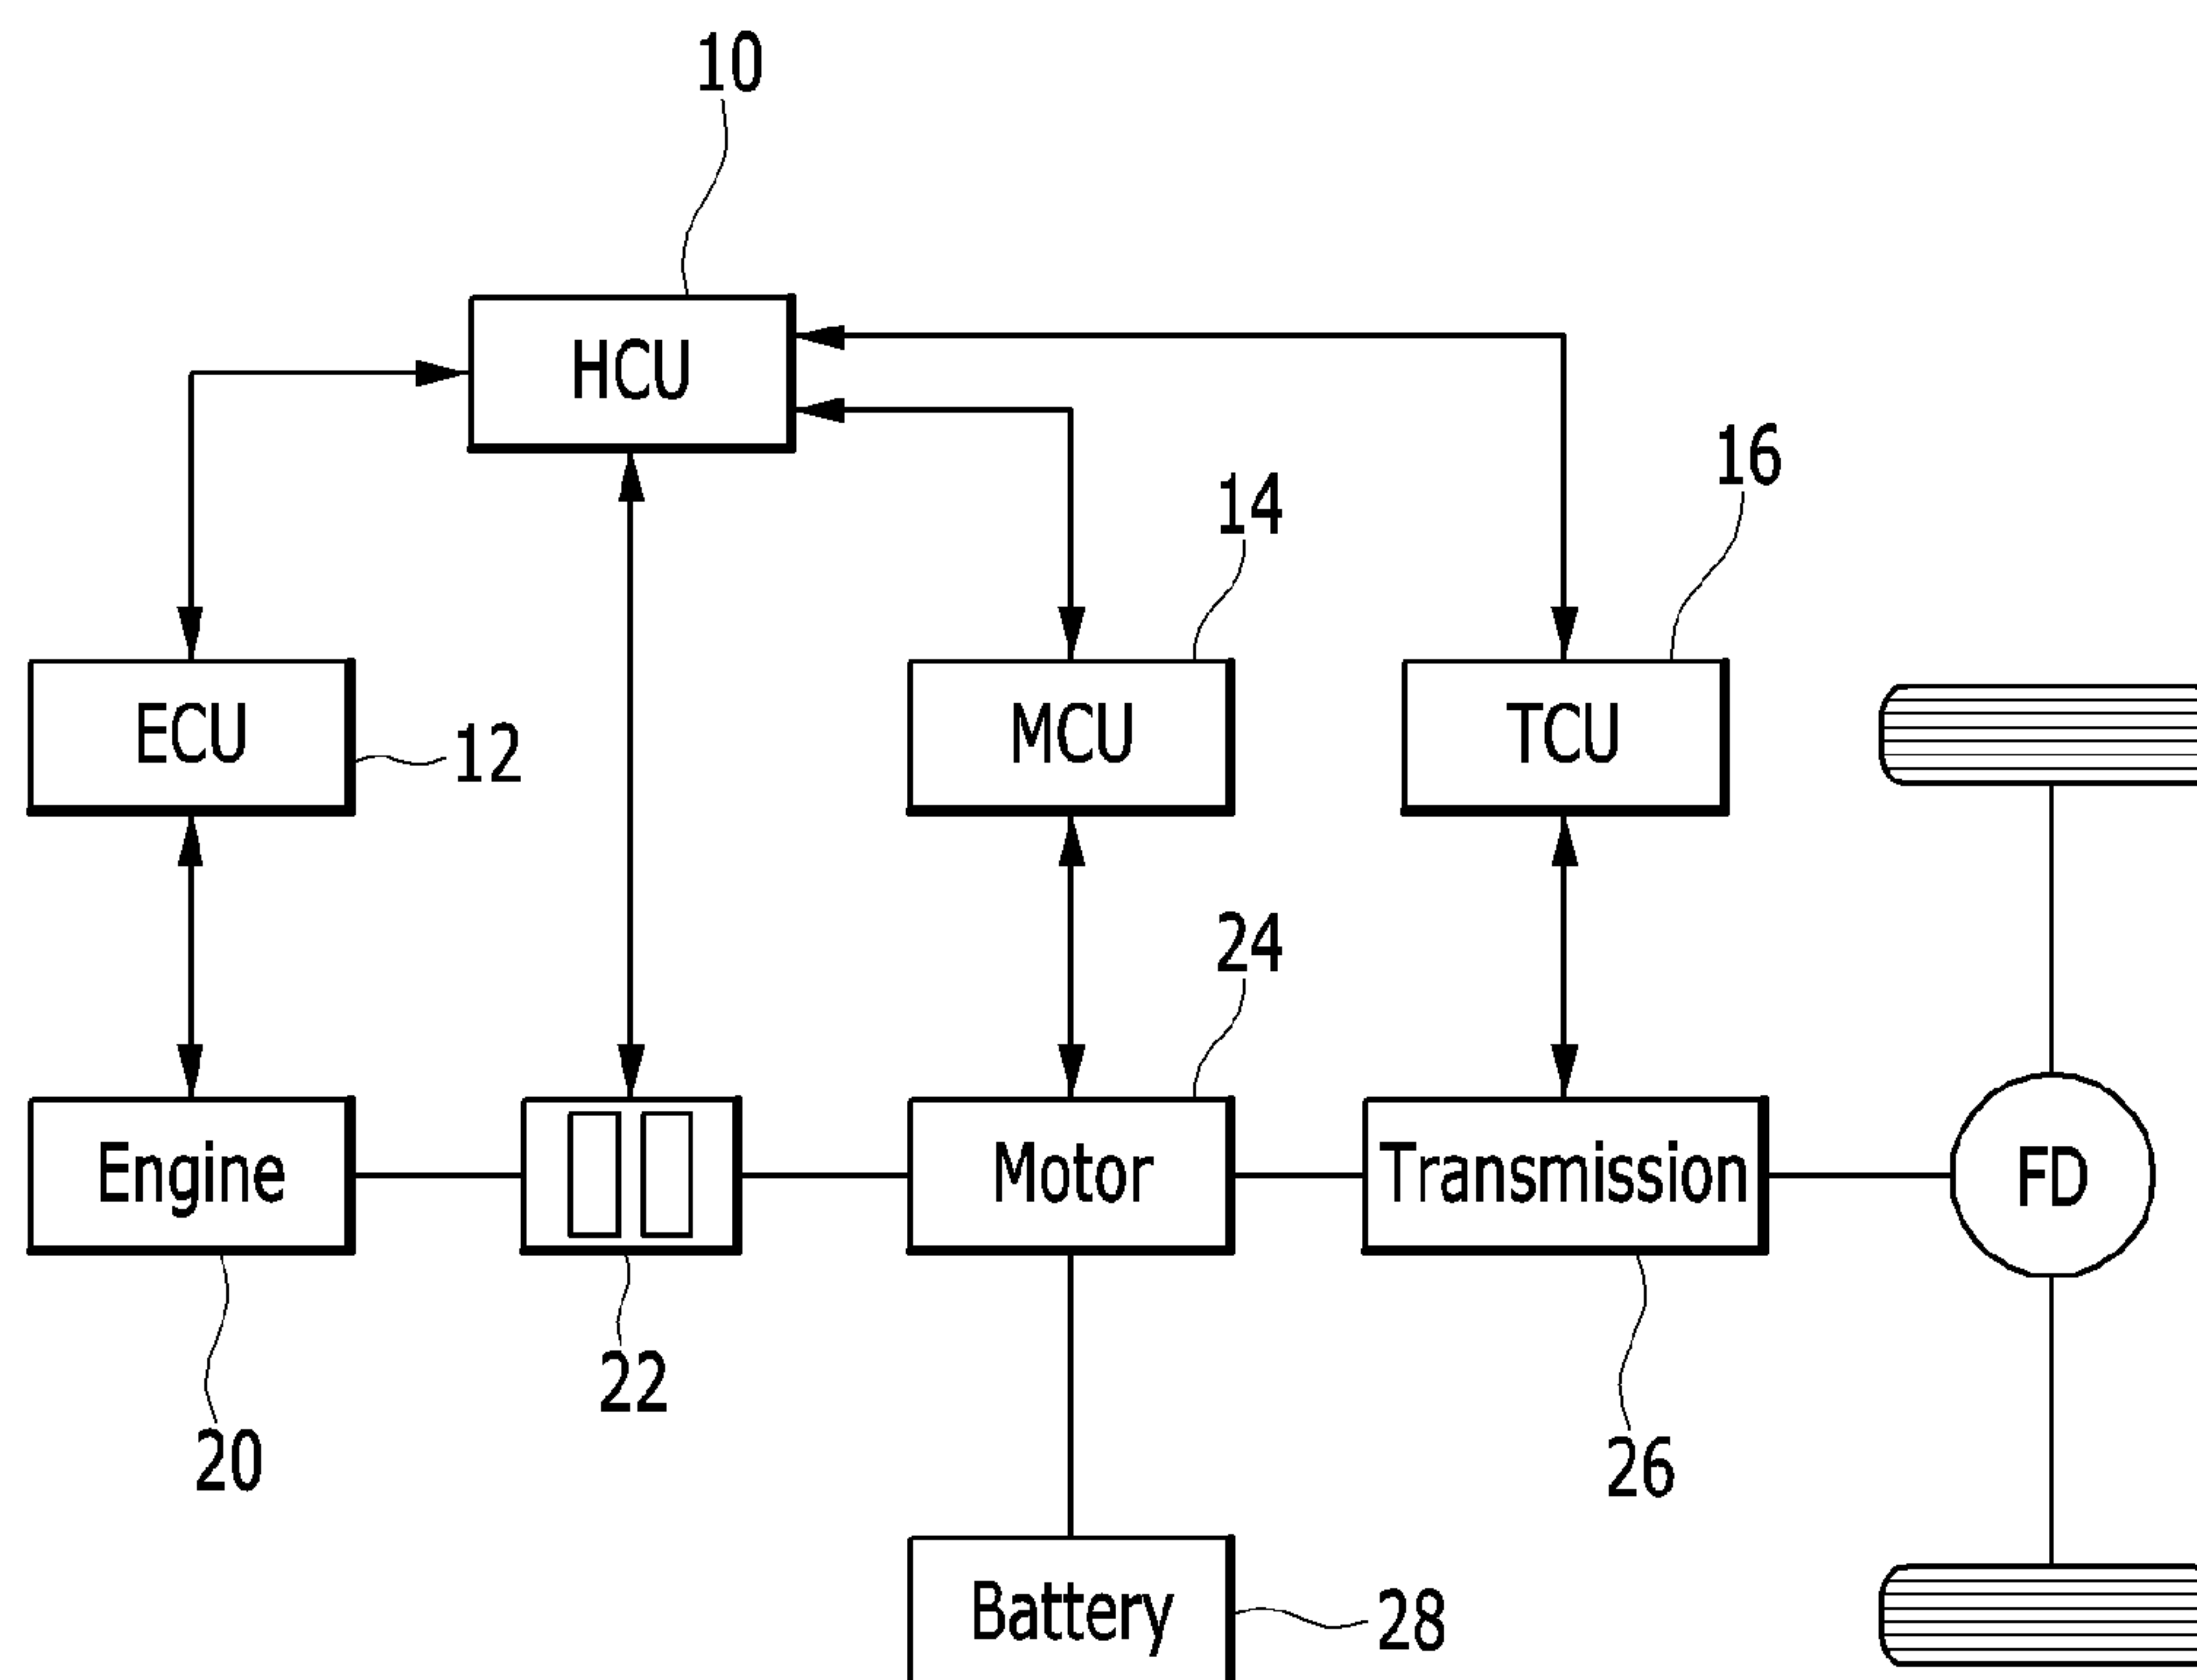 10
HCU
16
14
ECU
12
MCU
TCU
24
Engine
Motor
Transmission
FD
22
20
26
Battery
28